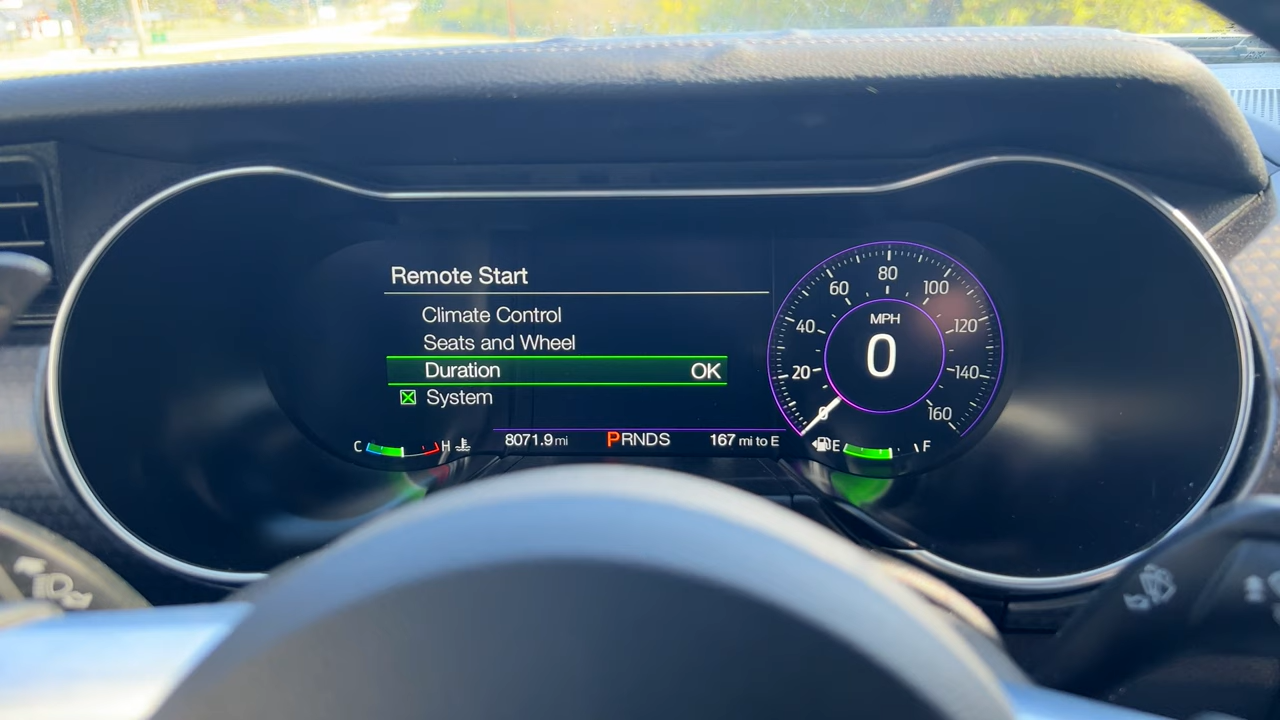 Remote Start
Climate Control
Seats and Wheel
Duration OK
System
C H
8071.9 mi
PRNDS
167 mi to E
E F
MPH
0
0
20
40
60
80
100
120
140
160